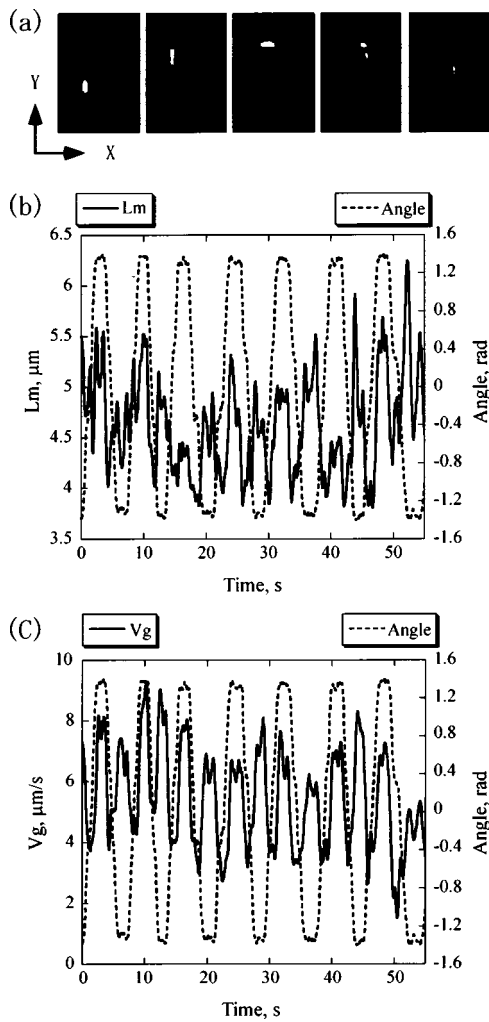 (a)
Y
X
(b)
Lm
Angle
6.5
6
5.5
5
4.5
4
3.5
Lm, μm
1.6
1.2
0.8
0.4
0
-0.4
-0.8
-1.2
-1.6
Angle, rad
0 10 20 30 40 50
Time, s
(C)
Vg
Angle
10
8
6
4
2
0
Vg, μm/s
1.6
1.2
0.8
0.4
0
-0.4
-0.8
-1.2
-1.6
Angle, rad
0 10 20 30 40 50
Time, s